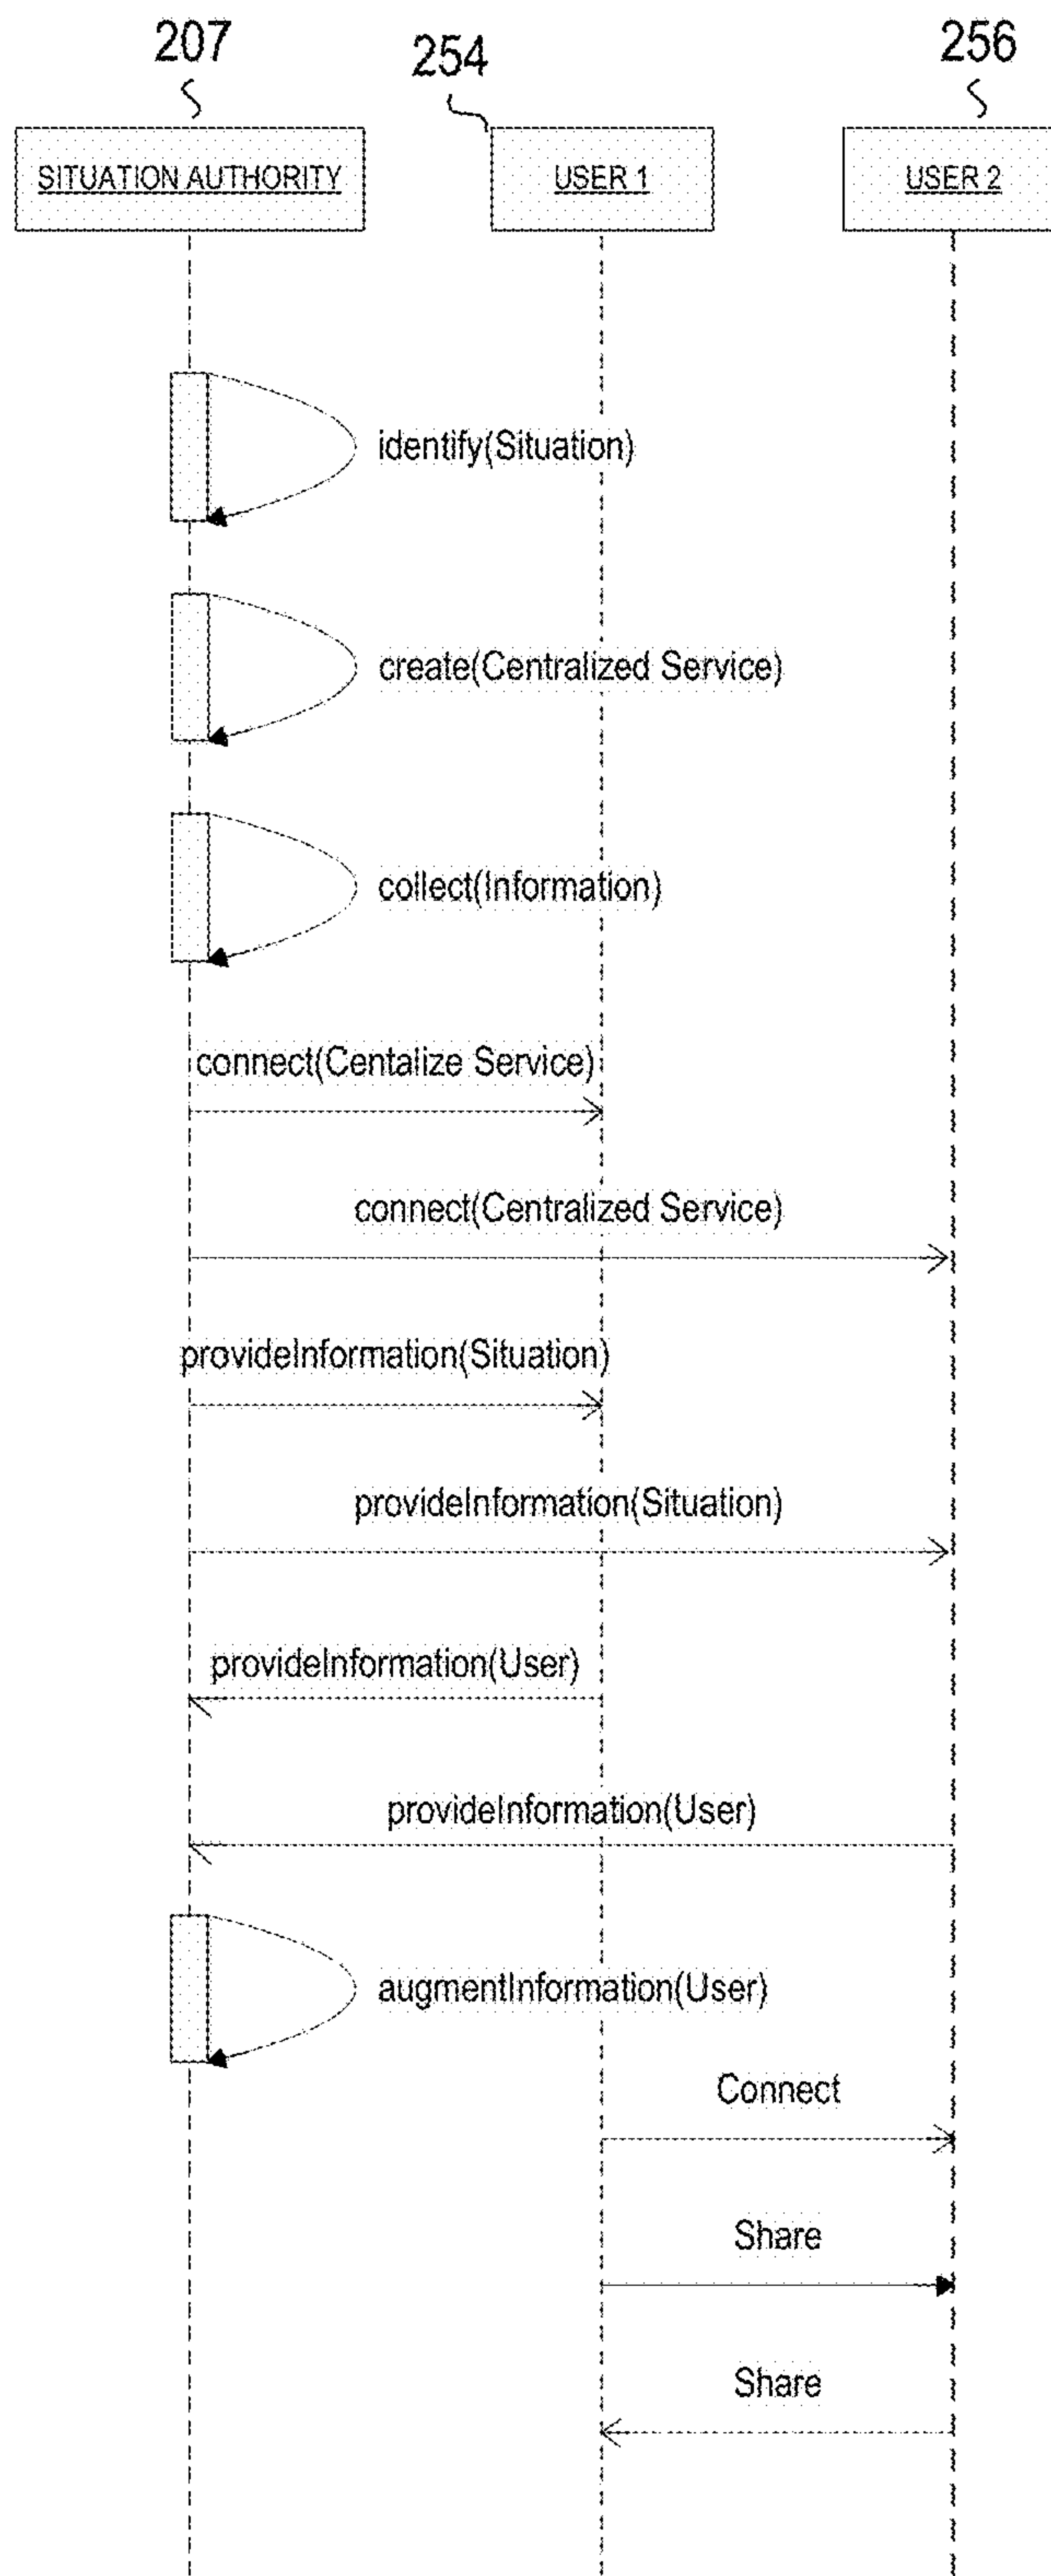 207
254
256
SITUATION AUTHORITY
USER 1
USER 2
identify(Situation)
create(Centralized Service)
collect(Information)
connect(Centalize Service)
connect(Centralized Service)
provideInformation(Situation)
provideInformation(Situation)
provideInformation(User)
provideInformation(User)
augmentInformation(User)
Connect
Share
Share